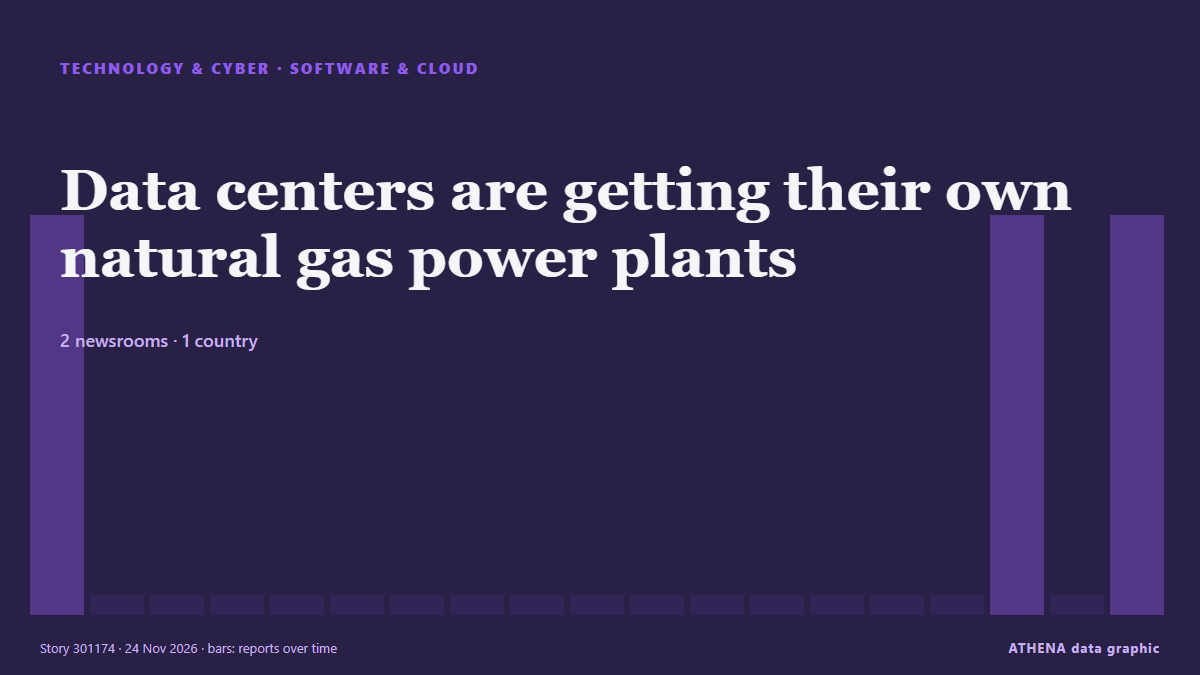 TECHNOLOGY & CYBER · SOFTWARE & CLOUD
Data centers are getting their own
natural gas power plants
2 newsrooms · 1 country
Story 301174 · 24 Nov 2026 · bars: reports over time
ATHENA data graphic